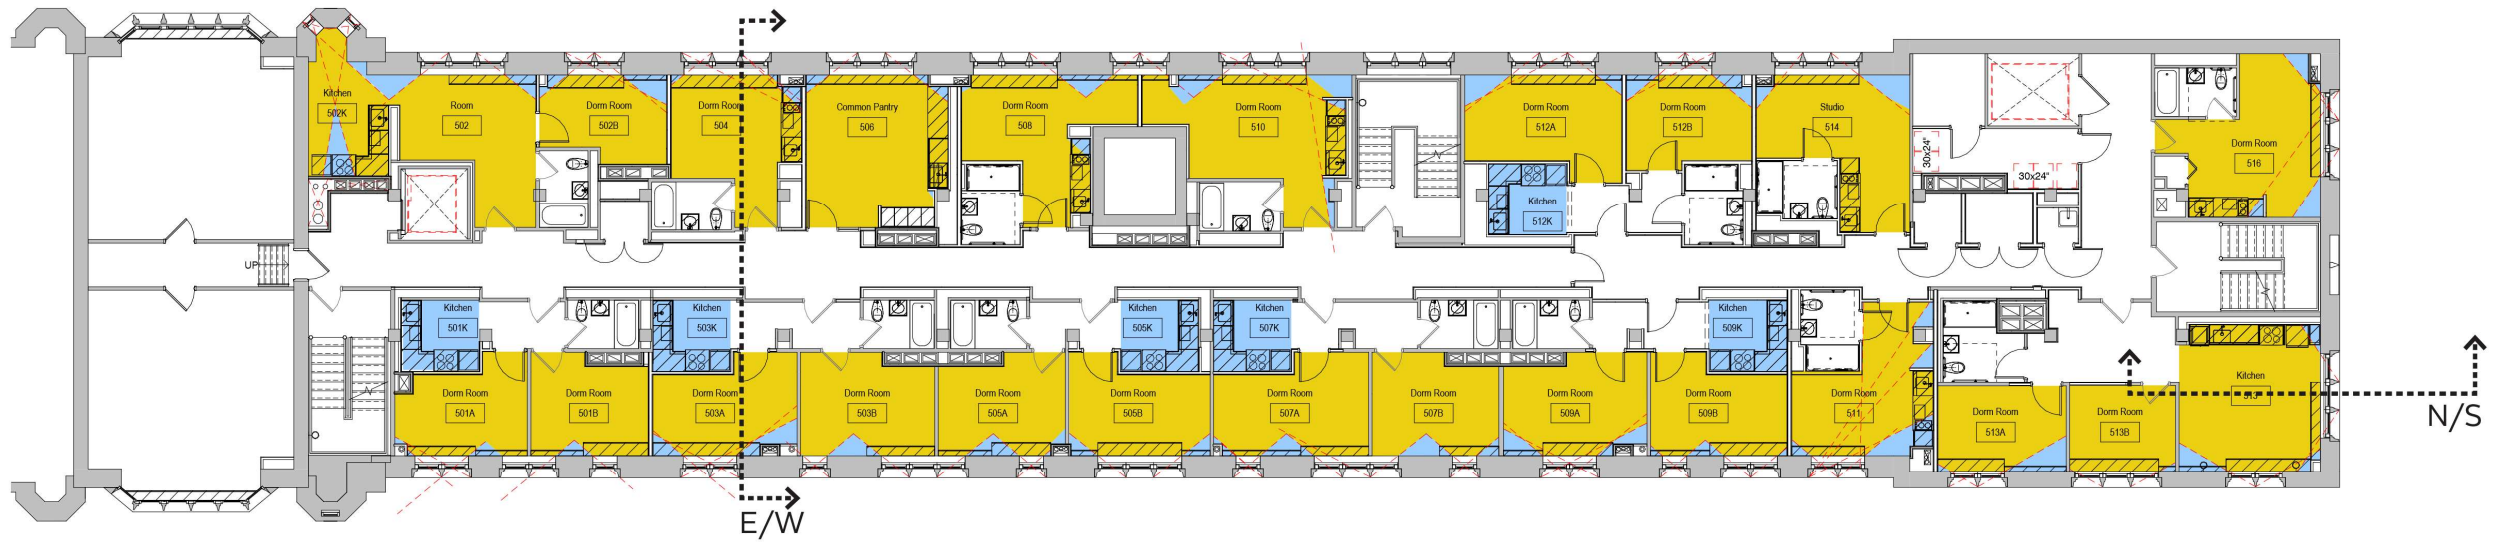 Kitchen
502K
Room
502
Dorm Room
502B
Dorm Room
504
Common Pantry
506
Dorm Room
508
Dorm Room
510
Dorm Room
512A
Dorm Room
512B
Studio
514
30x24"
30x24"
Dorm Room
516
Kitchen
512K
UP
Kitchen
501K
Kitchen
503K
Kitchen
505K
Kitchen
507K
Kitchen
509K
Dorm Room
501A
Dorm Room
501B
Dorm Room
503A
Dorm Room
503B
Dorm Room
505A
Dorm Room
505B
Dorm Room
507A
Dorm Room
507B
Dorm Room
509A
Dorm Room
509B
Dorm Room
511
Dorm Room
513A
Dorm Room
513B
Kitchen
513
N/S
E/W